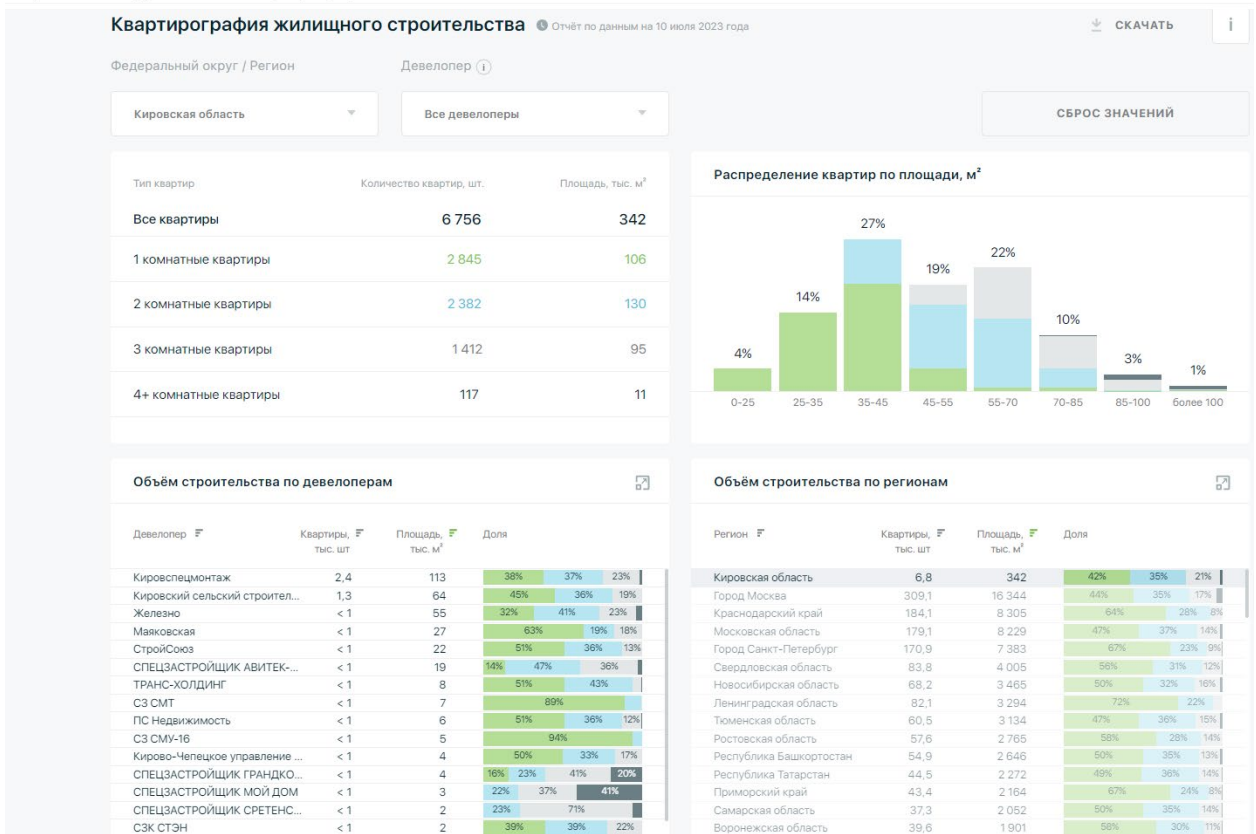 Квартирография жилищного строительства Отчёт по данным на 10 июля 2023 года
СКАЧАТЬ
i
Федеральный округ / Регион
Девелопер i
Кировская область
Все девелоперы
СБРОС ЗНАЧЕНИЙ
Тип квартир Количество квартир, шт. Площадь, тыс. м²
Все квартиры 6 756 342
1 комнатные квартиры 2 845 106
2 комнатные квартиры 2 382 130
3 комнатные квартиры 1 412 95
4+ комнатные квартиры 117 11
Распределение квартир по площади, м²
4% 14% 27% 19% 22% 10% 3% 1%
0-25 25-35 35-45 45-55 55-70 70-85 85-100 более 100
Объём строительства по девелоперам
Девелопер Квартиры, тыс. шт Площадь, тыс. м² Доля
Кировспецмонтаж 2,4 113 38% 37% 23%
Кировский сельский строител... 1,3 64 45% 36% 19%
Железно < 1 55 32% 41% 23%
Маяковская < 1 27 63% 19% 18%
СтройСоюз < 1 22 51% 36% 13%
СПЕЦЗАСТРОЙЩИК АВИТЕК-... < 1 19 14% 47% 36%
ТРАНС-ХОЛДИНГ < 1 8 51% 43%
СЗ СМТ < 1 7 89%
ПС Недвижимость < 1 6 51% 36% 12%
СЗ СМУ-16 < 1 5 94%
Кирово-Чепецкое управление ... < 1 4 50% 33% 17%
СПЕЦЗАСТРОЙЩИК ГРАНДКО... < 1 4 16% 23% 41% 20%
СПЕЦЗАСТРОЙЩИК МОЙ ДОМ < 1 3 22% 37% 41%
СПЕЦЗАСТРОЙЩИК СРЕТЕНС... < 1 2 23% 71%
СЗК СТЭН < 1 2 39% 39% 22%
Объём строительства по регионам
Регион Квартиры, тыс. шт Площадь, тыс. м² Доля
Кировская область 6,8 342 42% 35% 21%
Город Москва 309,1 16 344 44% 35% 17%
Краснодарский край 184,1 8 305 64% 28% 8%
Московская область 179,1 8 229 47% 37% 14%
Город Санкт-Петербург 170,9 7 383 67% 23% 9%
Свердловская область 83,8 4 005 56% 31% 12%
Новосибирская область 68,2 3 465 50% 32% 16%
Ленинградская область 82,1 3 294 72% 22%
Тюменская область 60,5 3 134 47% 36% 15%
Ростовская область 57,6 2 765 58% 28% 14%
Республика Башкортостан 54,9 2 646 50% 35% 13%
Республика Татарстан 44,5 2 272 49% 36% 14%
Приморский край 43,4 2 164 67% 24% 8%
Самарская область 37,3 2 052 50% 35% 14%
Воронежская область 39,6 1 901 58% 30% 11%